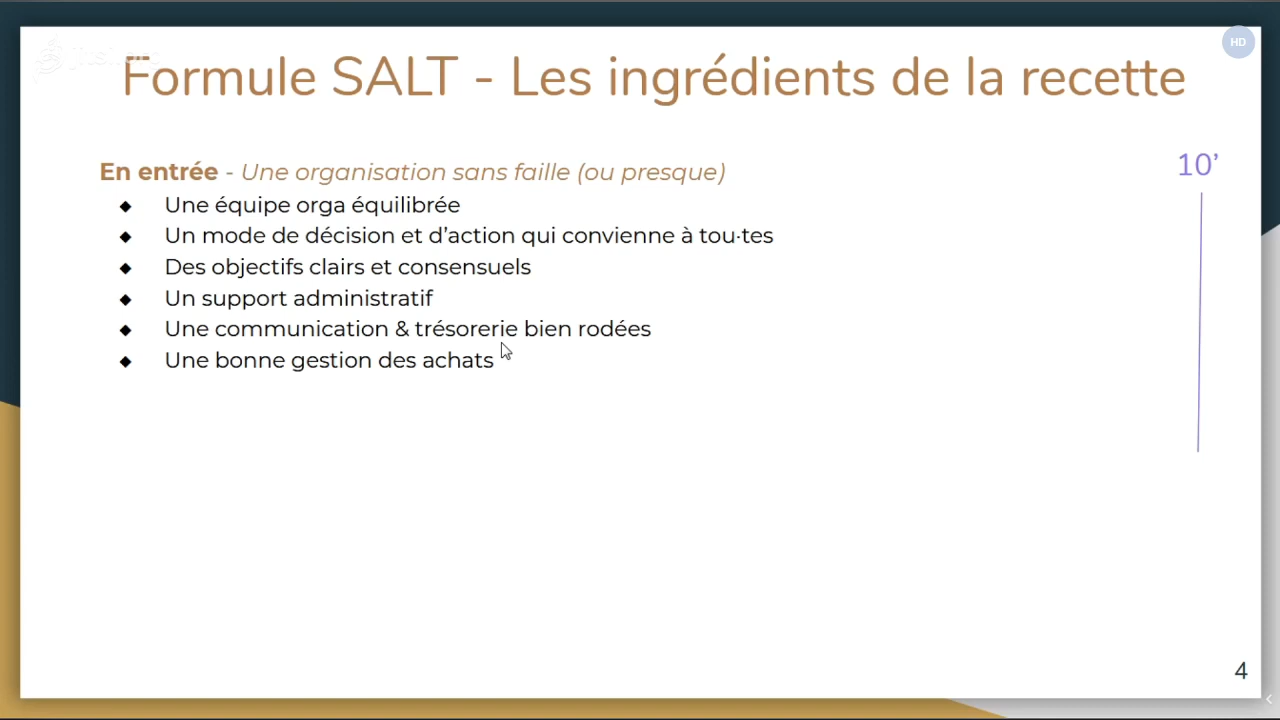 HD
Formule SALT - Les ingrédients de la recette
En entrée - Une organisation sans faille (ou presque)
10’
◆ Une équipe orga équilibrée
◆ Un mode de décision et d’action qui convienne à tou·tes
◆ Des objectifs clairs et consensuels
◆ Un support administratif
◆ Une communication & trésorerie bien rodées
◆ Une bonne gestion des achats
4